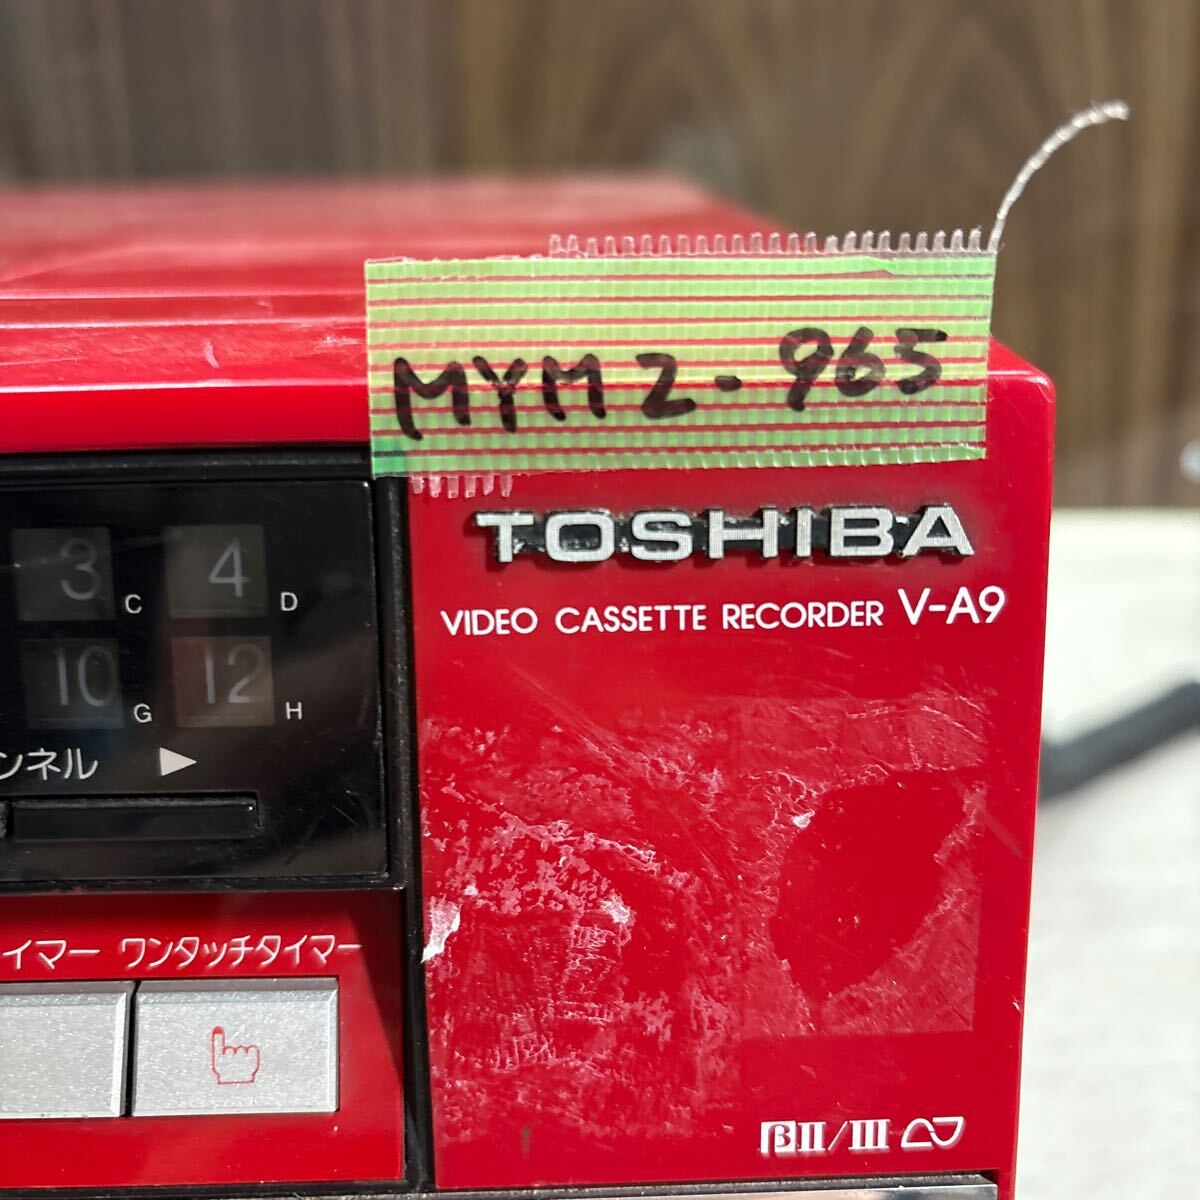 MYM2-965
TOSHIBA
VIDEO CASSETTE RECORDER V-A9
3 C 4 D
10 G 12 H
ンネル ▶
イマー ワンタッチタイマー
βII/III